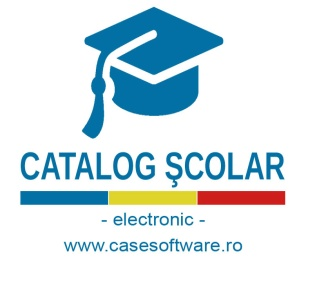 CATALOG ŞCOLAR
- electronic -
www.casesoftware.ro